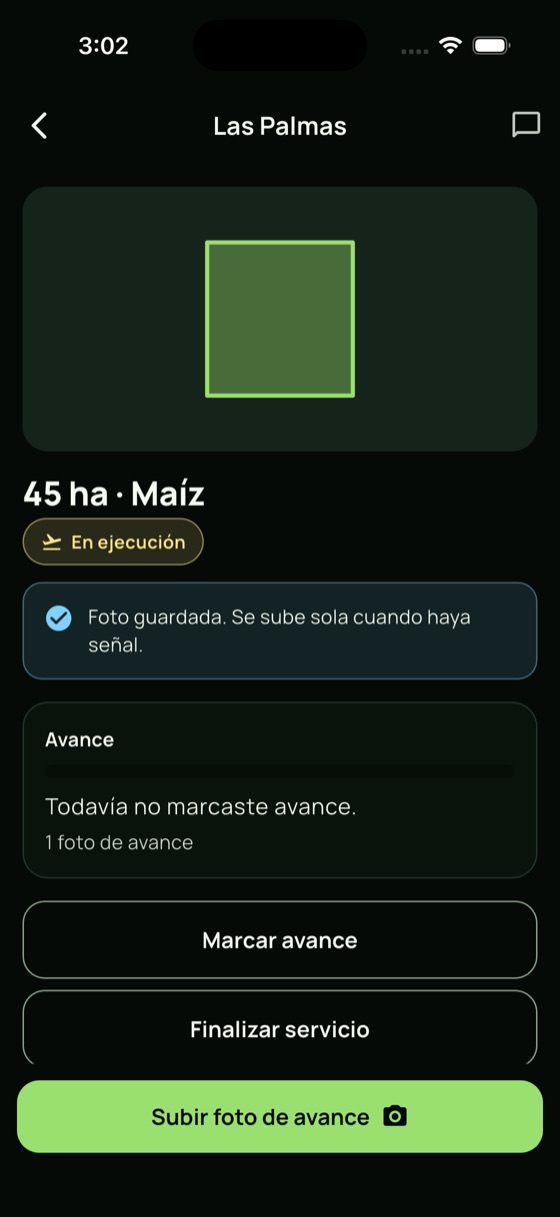 3:02
Las Palmas
45 ha · Maíz
En ejecución
Foto guardada. Se sube sola cuando haya
señal.
Avance
Todavía no marcaste avance.
1 foto de avance
Marcar avance
Finalizar servicio
Subir foto de avance